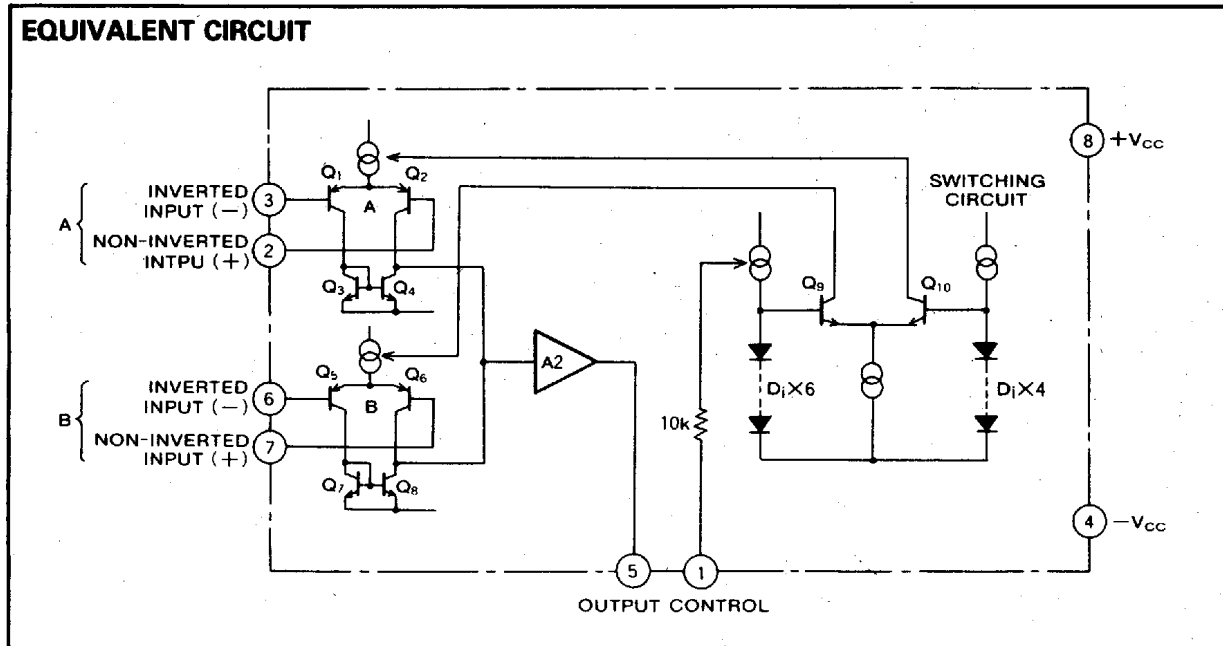 EQUIVALENT CIRCUIT
8 +VCC
SWITCHING
CIRCUIT
Q1 Q2
A
INVERTED
INPUT (−)
3
A
NON-INVERTED
INTPU (+)
2
Q3 Q4
Q9 Q10
Q5 Q6
B
A2
INVERTED
INPUT (−)
6
B
NON-INVERTED
INPUT (+)
7
Q7 Q8
10k
Di×6
Di×4
4 −VCC
5 1
OUTPUT CONTROL